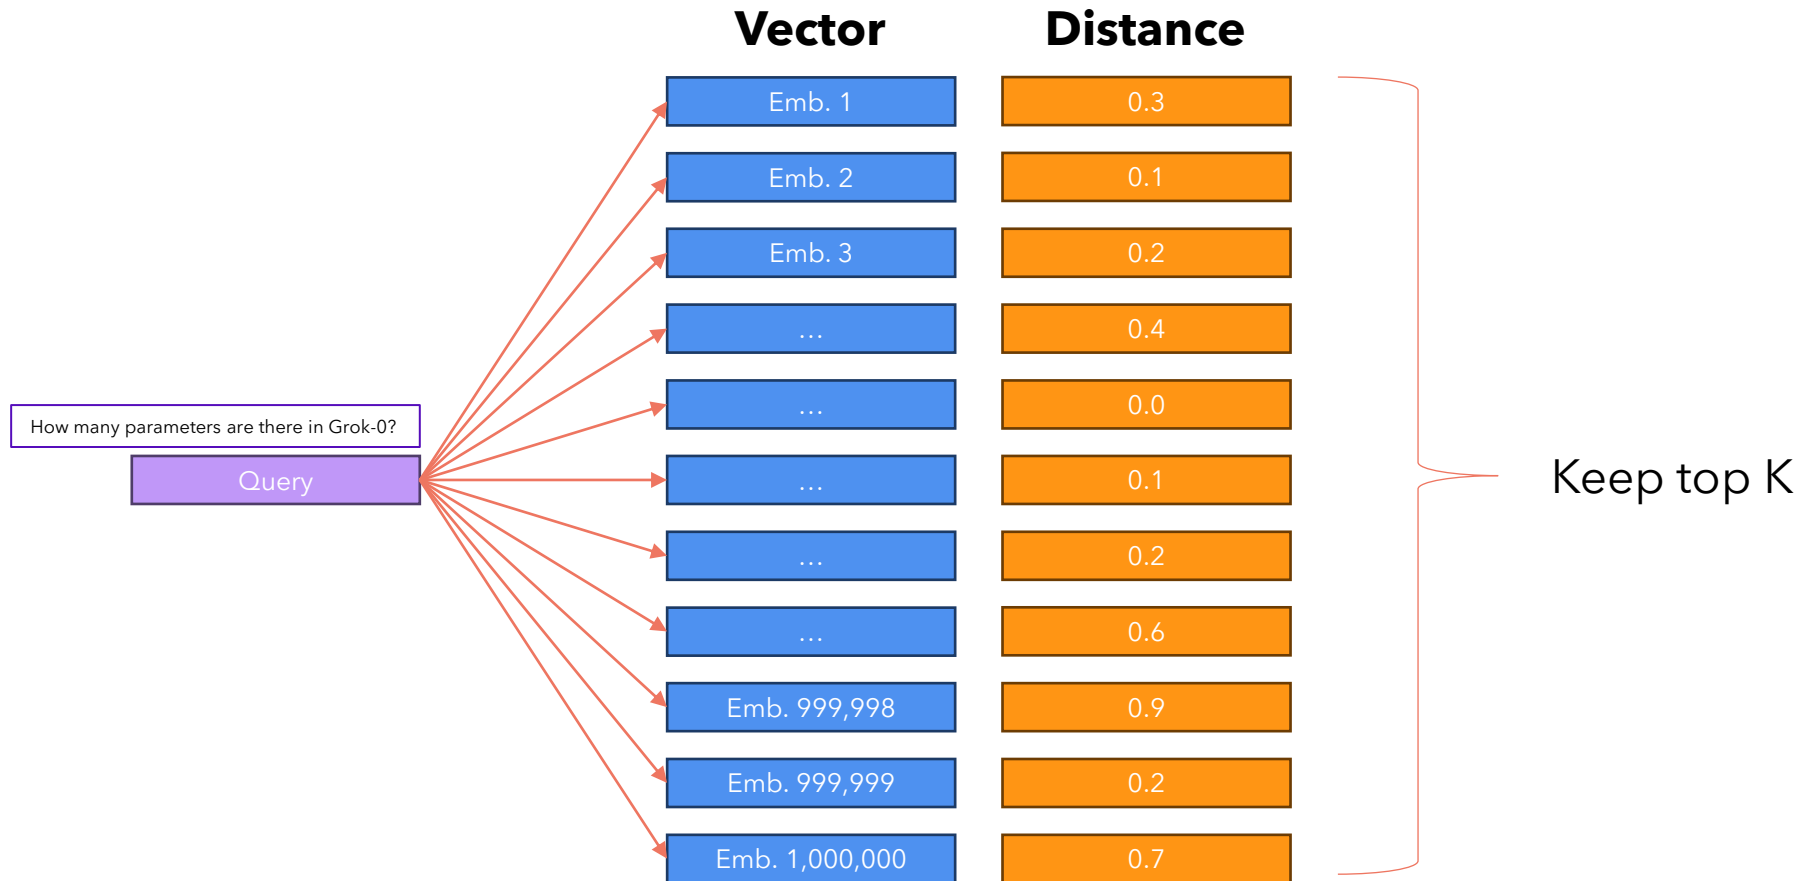 Vector Distance
Emb. 1 0.3
Emb. 2 0.1
Emb. 3 0.2
... 0.4
... 0.0
How many parameters are there in Grok-0?
Query ... 0.1 Keep top K
... 0.2
... 0.6
Emb. 999,998 0.9
Emb. 999,999 0.2
Emb. 1,000,000 0.7